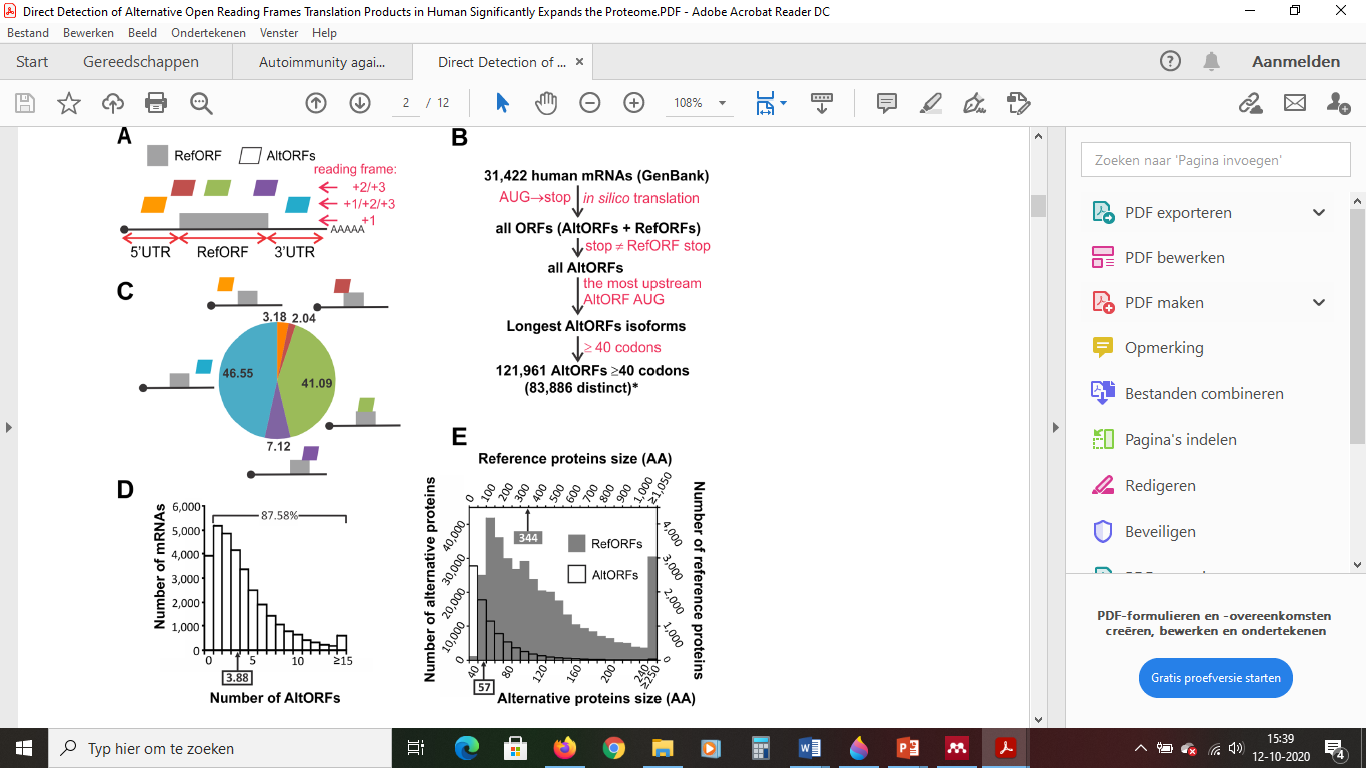 Direct Detection of Alternative Open Reading Frames Translation Products in Human Significantly Expands the Proteome.PDF - Adobe Acrobat Reader DC
Bestand Bewerken Beeld Ondertekenen Venster Help
Start Gereedschappen Autoimmunity agai... Direct Detection of ... × Aanmelden
2 / 12 108%
A
RefORF AltORFs
reading frame:
+2/+3
+1/+2/+3
+1
AAAAA
5'UTR RefORF 3'UTR
B
31,422 human mRNAs (GenBank)
AUG→stop in silico translation
all ORFs (AltORFs + RefORFs)
stop ≠ RefORF stop
all AltORFs
the most upstream
AltORF AUG
Longest AltORFs isoforms
≥ 40 codons
121,961 AltORFs ≥40 codons
(83,886 distinct)*
C
3.18 2.04
46.55 41.09
7.12
D
Number of mRNAs
6,000
5,000
4,000
3,000
2,000
1,000
0
87.58%
0 5 10 ≥15
3.88
Number of AltORFs
E
Reference proteins size (AA)
0 100 200 300 400 500 600 700 800 900 1,000 ≥1,050
Number of alternative proteins
40,000
30,000
20,000
10,000
0
344
RefORFs
AltORFs
4,000
3,000
2,000
1,000
0
Number of reference proteins
40 80 120 160 200 240 ≥250
57
Alternative proteins size (AA)
Zoeken naar 'Pagina invoegen'
PDF exporteren
PDF bewerken
PDF maken
Opmerking
Bestanden combineren
Pagina's indelen
Redigeren
Beveiligen
PDF-formulieren en -overeenkomsten
creëren, bewerken en ondertekenen
Gratis proefversie starten
Typ hier om te zoeken
15:39
12-10-2020
4